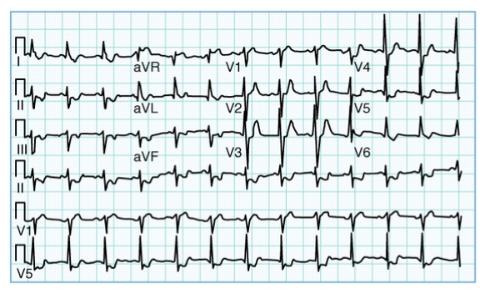 I aVR V1 V4
II aVL V2 V5
III aVF V3 V6
II
V1
V5